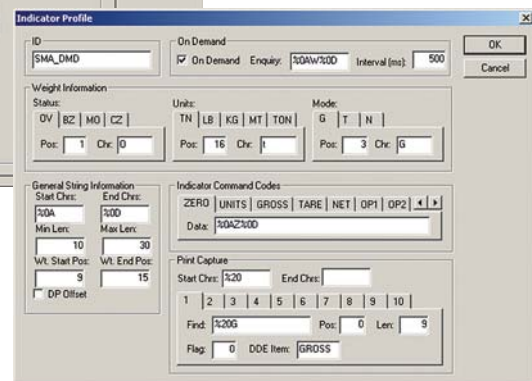 Indicator Profile
ID
SMA_DMD
On Demand
On Demand Enquiry: %0AW%0D Interval (ms): 500
OK
Cancel
Weight Information
Status:
OV BZ MO CZ
Pos: 1 Chr: O
Units:
TN LB KG MT TON
Pos: 16 Chr: t
Mode:
G T N
Pos: 3 Chr: G
General String Information
Start Chrs: End Chrs:
%0A %0D
Min Len: Max Len:
10 30
Wt. Start Pos: Wt. End Pos:
9 15
DP Offset
Indicator Command Codes
ZERO UNITS GROSS TARE NET OP1 OP2
Data: %0AZ%0D
Print Capture
Start Chrs: %20 End Chrs:
1 2 3 4 5 6 7 8 9 10
Find: %20G Pos: 0 Len: 9
Flag: 0 DDE Item: GROSS